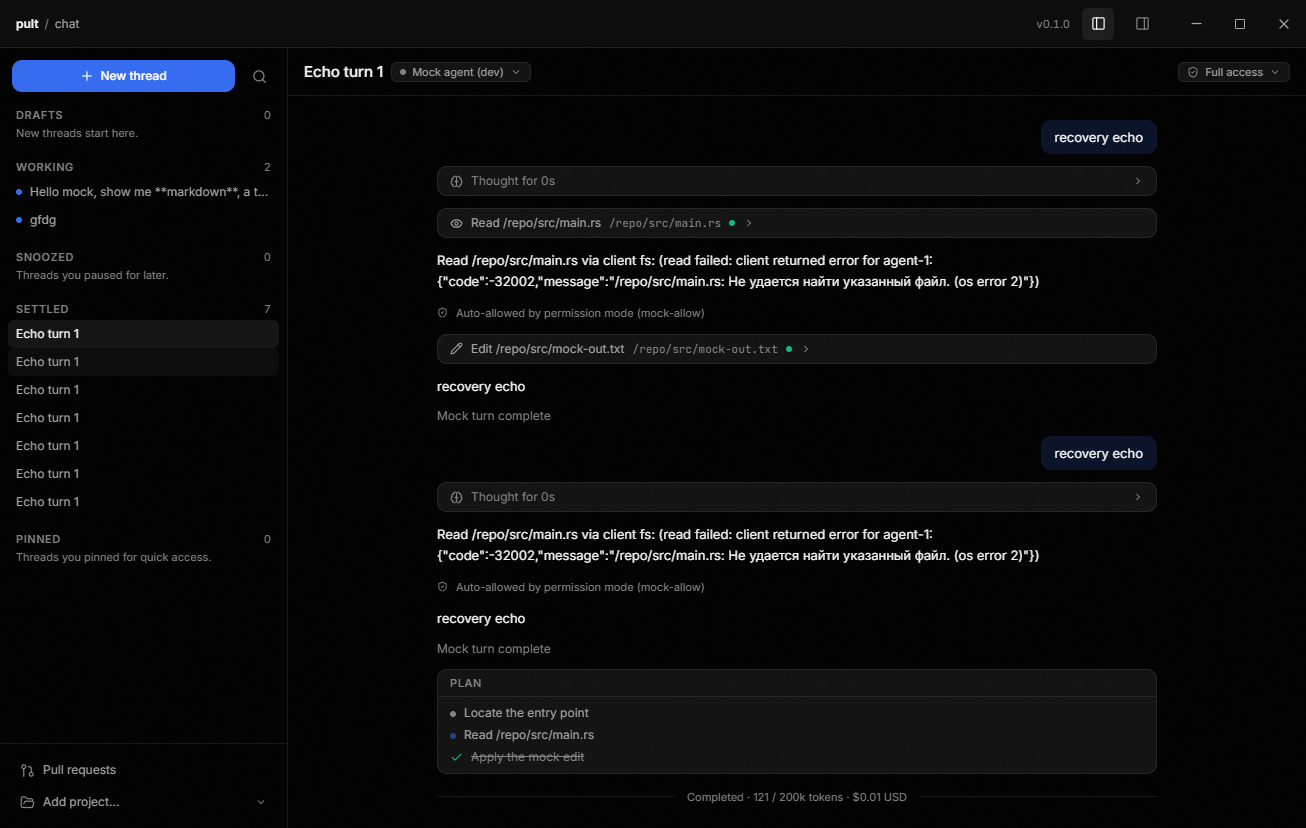 pult / chat
v0.1.0
New thread
DRAFTS 0
New threads start here.
WORKING 2
Hello mock, show me **markdown**, a t...
gfdg
SNOOZED 0
Threads you paused for later.
SETTLED 7
Echo turn 1
Echo turn 1
Echo turn 1
Echo turn 1
Echo turn 1
Echo turn 1
Echo turn 1
PINNED 0
Threads you pinned for quick access.
Pull requests
Add project...
Echo turn 1 Mock agent (dev) Full access
recovery echo
Thought for 0s
Read /repo/src/main.rs /repo/src/main.rs
Read /repo/src/main.rs via client fs: (read failed: client returned error for agent-1:
{"code":-32002,"message":"/repo/src/main.rs: Не удается найти указанный файл. (os error 2)"})
Auto-allowed by permission mode (mock-allow)
Edit /repo/src/mock-out.txt /repo/src/mock-out.txt
recovery echo
Mock turn complete
recovery echo
Thought for 0s
Read /repo/src/main.rs via client fs: (read failed: client returned error for agent-1:
{"code":-32002,"message":"/repo/src/main.rs: Не удается найти указанный файл. (os error 2)"})
Auto-allowed by permission mode (mock-allow)
recovery echo
Mock turn complete
PLAN
Locate the entry point
Read /repo/src/main.rs
Apply the mock edit
Completed · 121 / 200k tokens · $0.01 USD